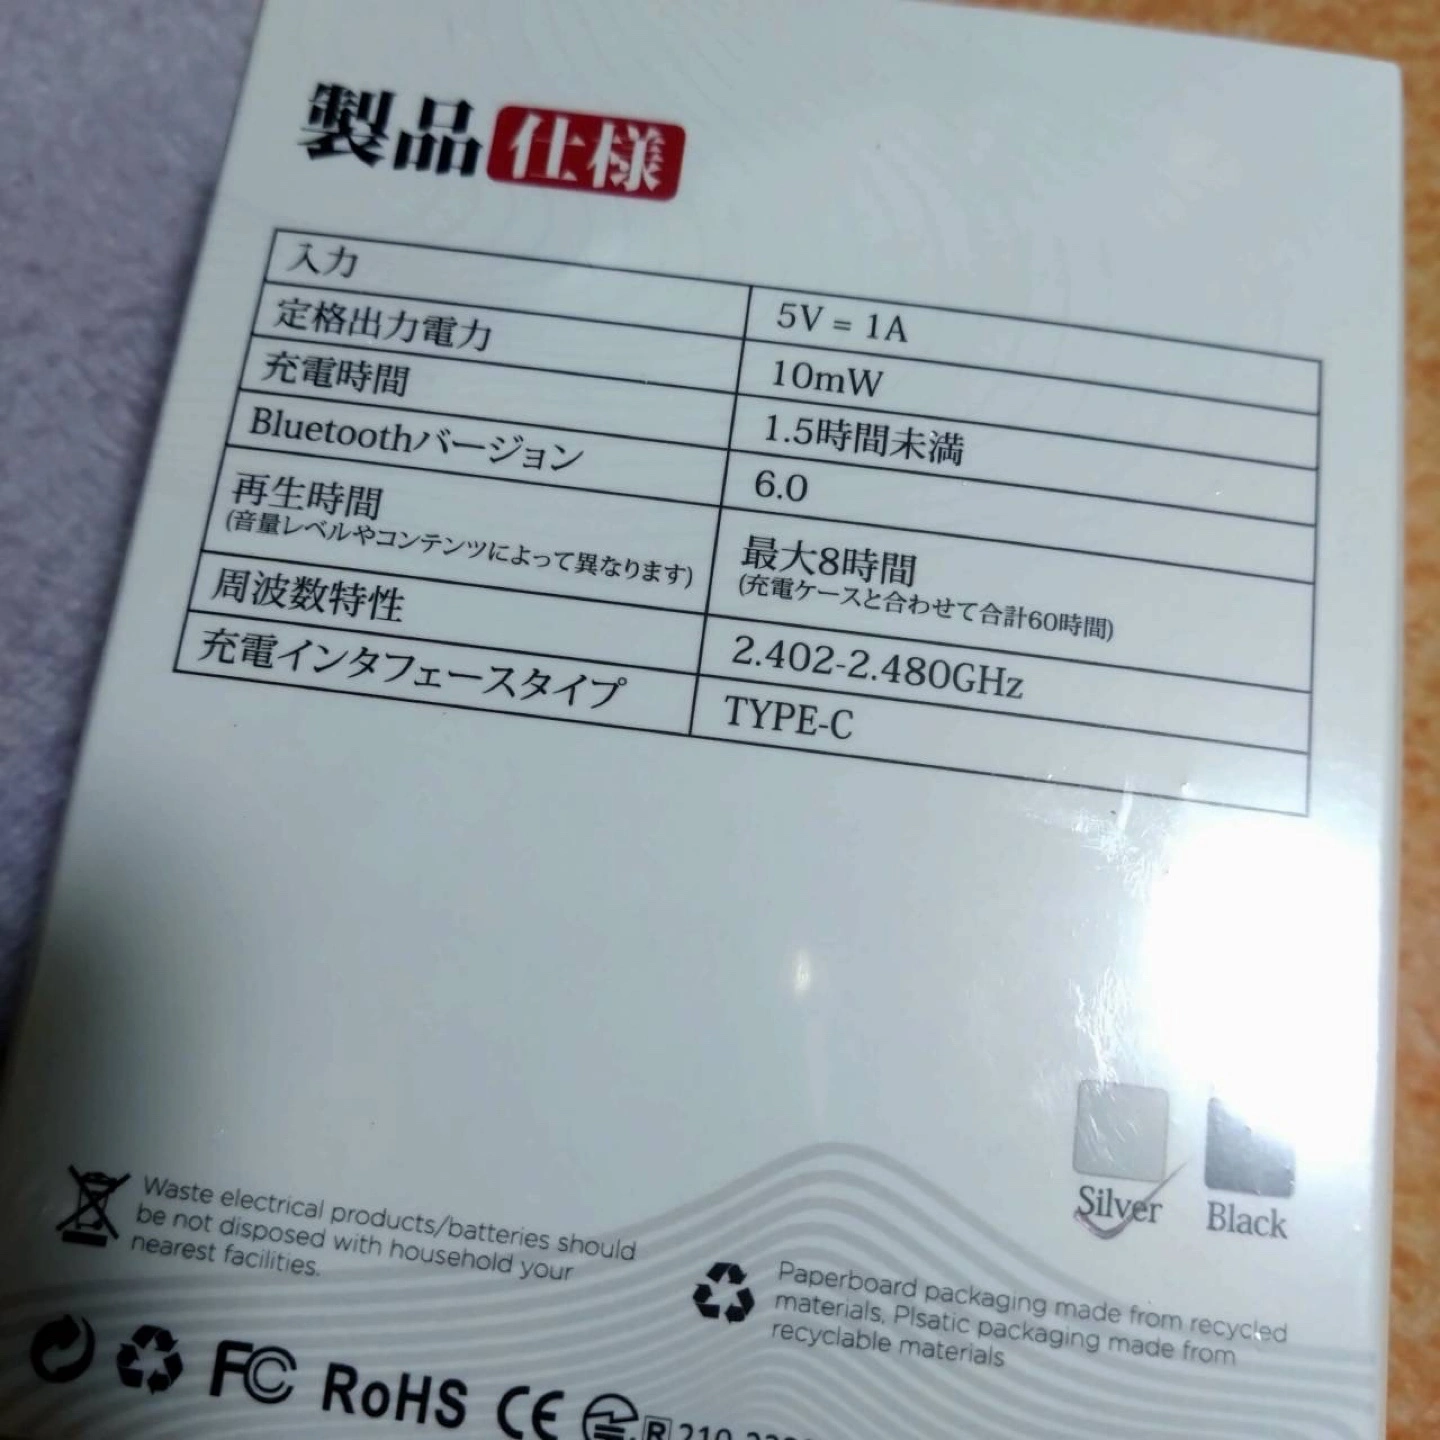 製品仕様
入力 5V = 1A
定格出力電力 10mW
充電時間 1.5時間未満
Bluetoothバージョン 6.0
再生時間 最大8時間
(音量レベルやコンテンツによって異なります) (充電ケースと合わせて合計60時間)
周波数特性 2.402-2.480GHz
充電インタフェースタイプ TYPE-C
Silver Black
Waste electrical products/batteries should
be not disposed with household your
nearest facilities.
Paperboard packaging made from recycled
materials, Plsatic packaging made from
recyclable materials
FC RoHS CE R 210-